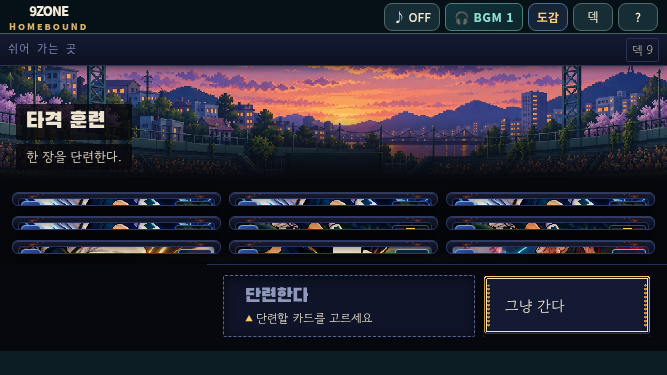 9ZONE
HOMEBOUND
♪ OFF
🎧 BGM 1
도감
덱
?
쉬어 가는 곳
덱 9
타격 훈련
한 장을 단련한다.
단련한다
▲ 단련할 카드를 고르세요
그냥 간다